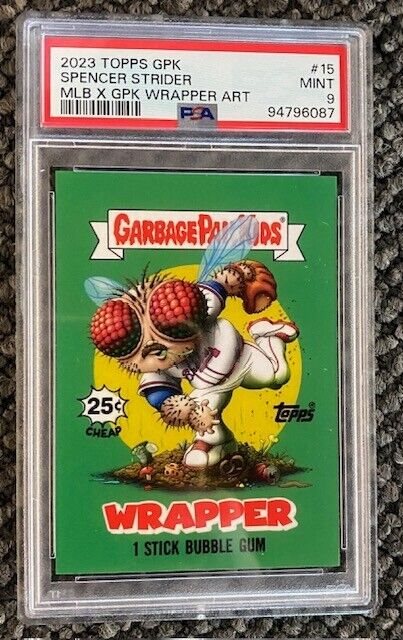 2023 TOPPS GPK #15
SPENCER STRIDER MINT
MLB X GPK WRAPPER ART 9
PSA 94796087
GARBAGE PAIL KIDS
25¢
CHEAP
TOPPS
WRAPPER
1 STICK BUBBLE GUM